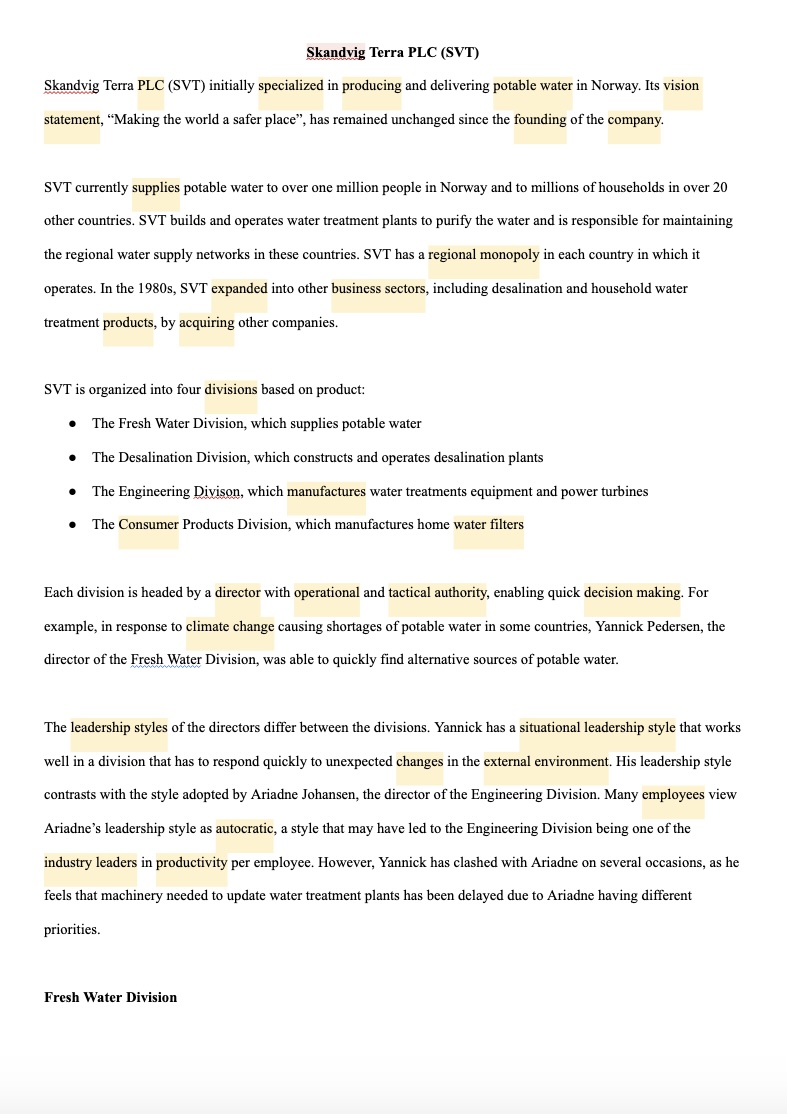 Skandvig Terra PLC (SVT)
Skandvig Terra PLC (SVT) initially specialized in producing and delivering potable water in Norway. Its vision
statement, “Making the world a safer place”, has remained unchanged since the founding of the company.
SVT currently supplies potable water to over one million people in Norway and to millions of households in over 20
other countries. SVT builds and operates water treatment plants to purify the water and is responsible for maintaining
the regional water supply networks in these countries. SVT has a regional monopoly in each country in which it
operates. In the 1980s, SVT expanded into other business sectors, including desalination and household water
treatment products, by acquiring other companies.
SVT is organized into four divisions based on product:
● The Fresh Water Division, which supplies potable water
● The Desalination Division, which constructs and operates desalination plants
● The Engineering Divison, which manufactures water treatments equipment and power turbines
● The Consumer Products Division, which manufactures home water filters
Each division is headed by a director with operational and tactical authority, enabling quick decision making. For
example, in response to climate change causing shortages of potable water in some countries, Yannick Pedersen, the
director of the Fresh Water Division, was able to quickly find alternative sources of potable water.
The leadership styles of the directors differ between the divisions. Yannick has a situational leadership style that works
well in a division that has to respond quickly to unexpected changes in the external environment. His leadership style
contrasts with the style adopted by Ariadne Johansen, the director of the Engineering Division. Many employees view
Ariadne’s leadership style as autocratic, a style that may have led to the Engineering Division being one of the
industry leaders in productivity per employee. However, Yannick has clashed with Ariadne on several occasions, as he
feels that machinery needed to update water treatment plants has been delayed due to Ariadne having different
priorities.
Fresh Water Division